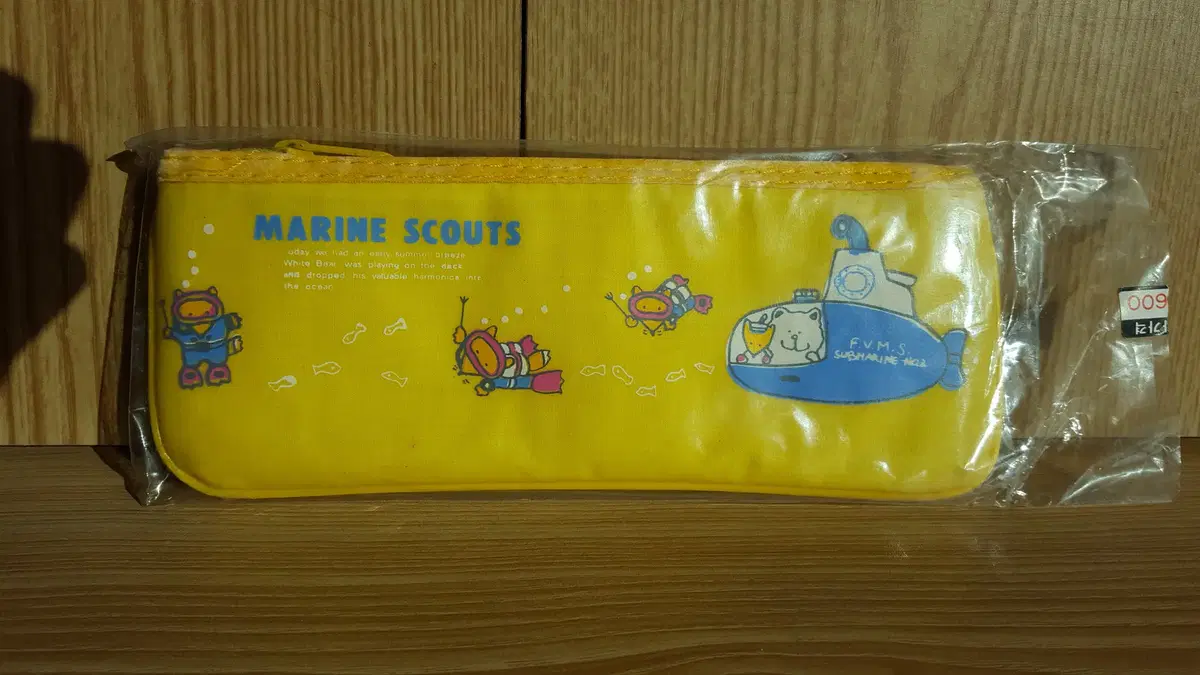 MARINE SCOUTS
oday we had an early summer breeze
White Bear was playing on the deck
and dropped his valuable harmonica into
the ocean.
F.V.M.S.
SUBMARINE NO.2
600